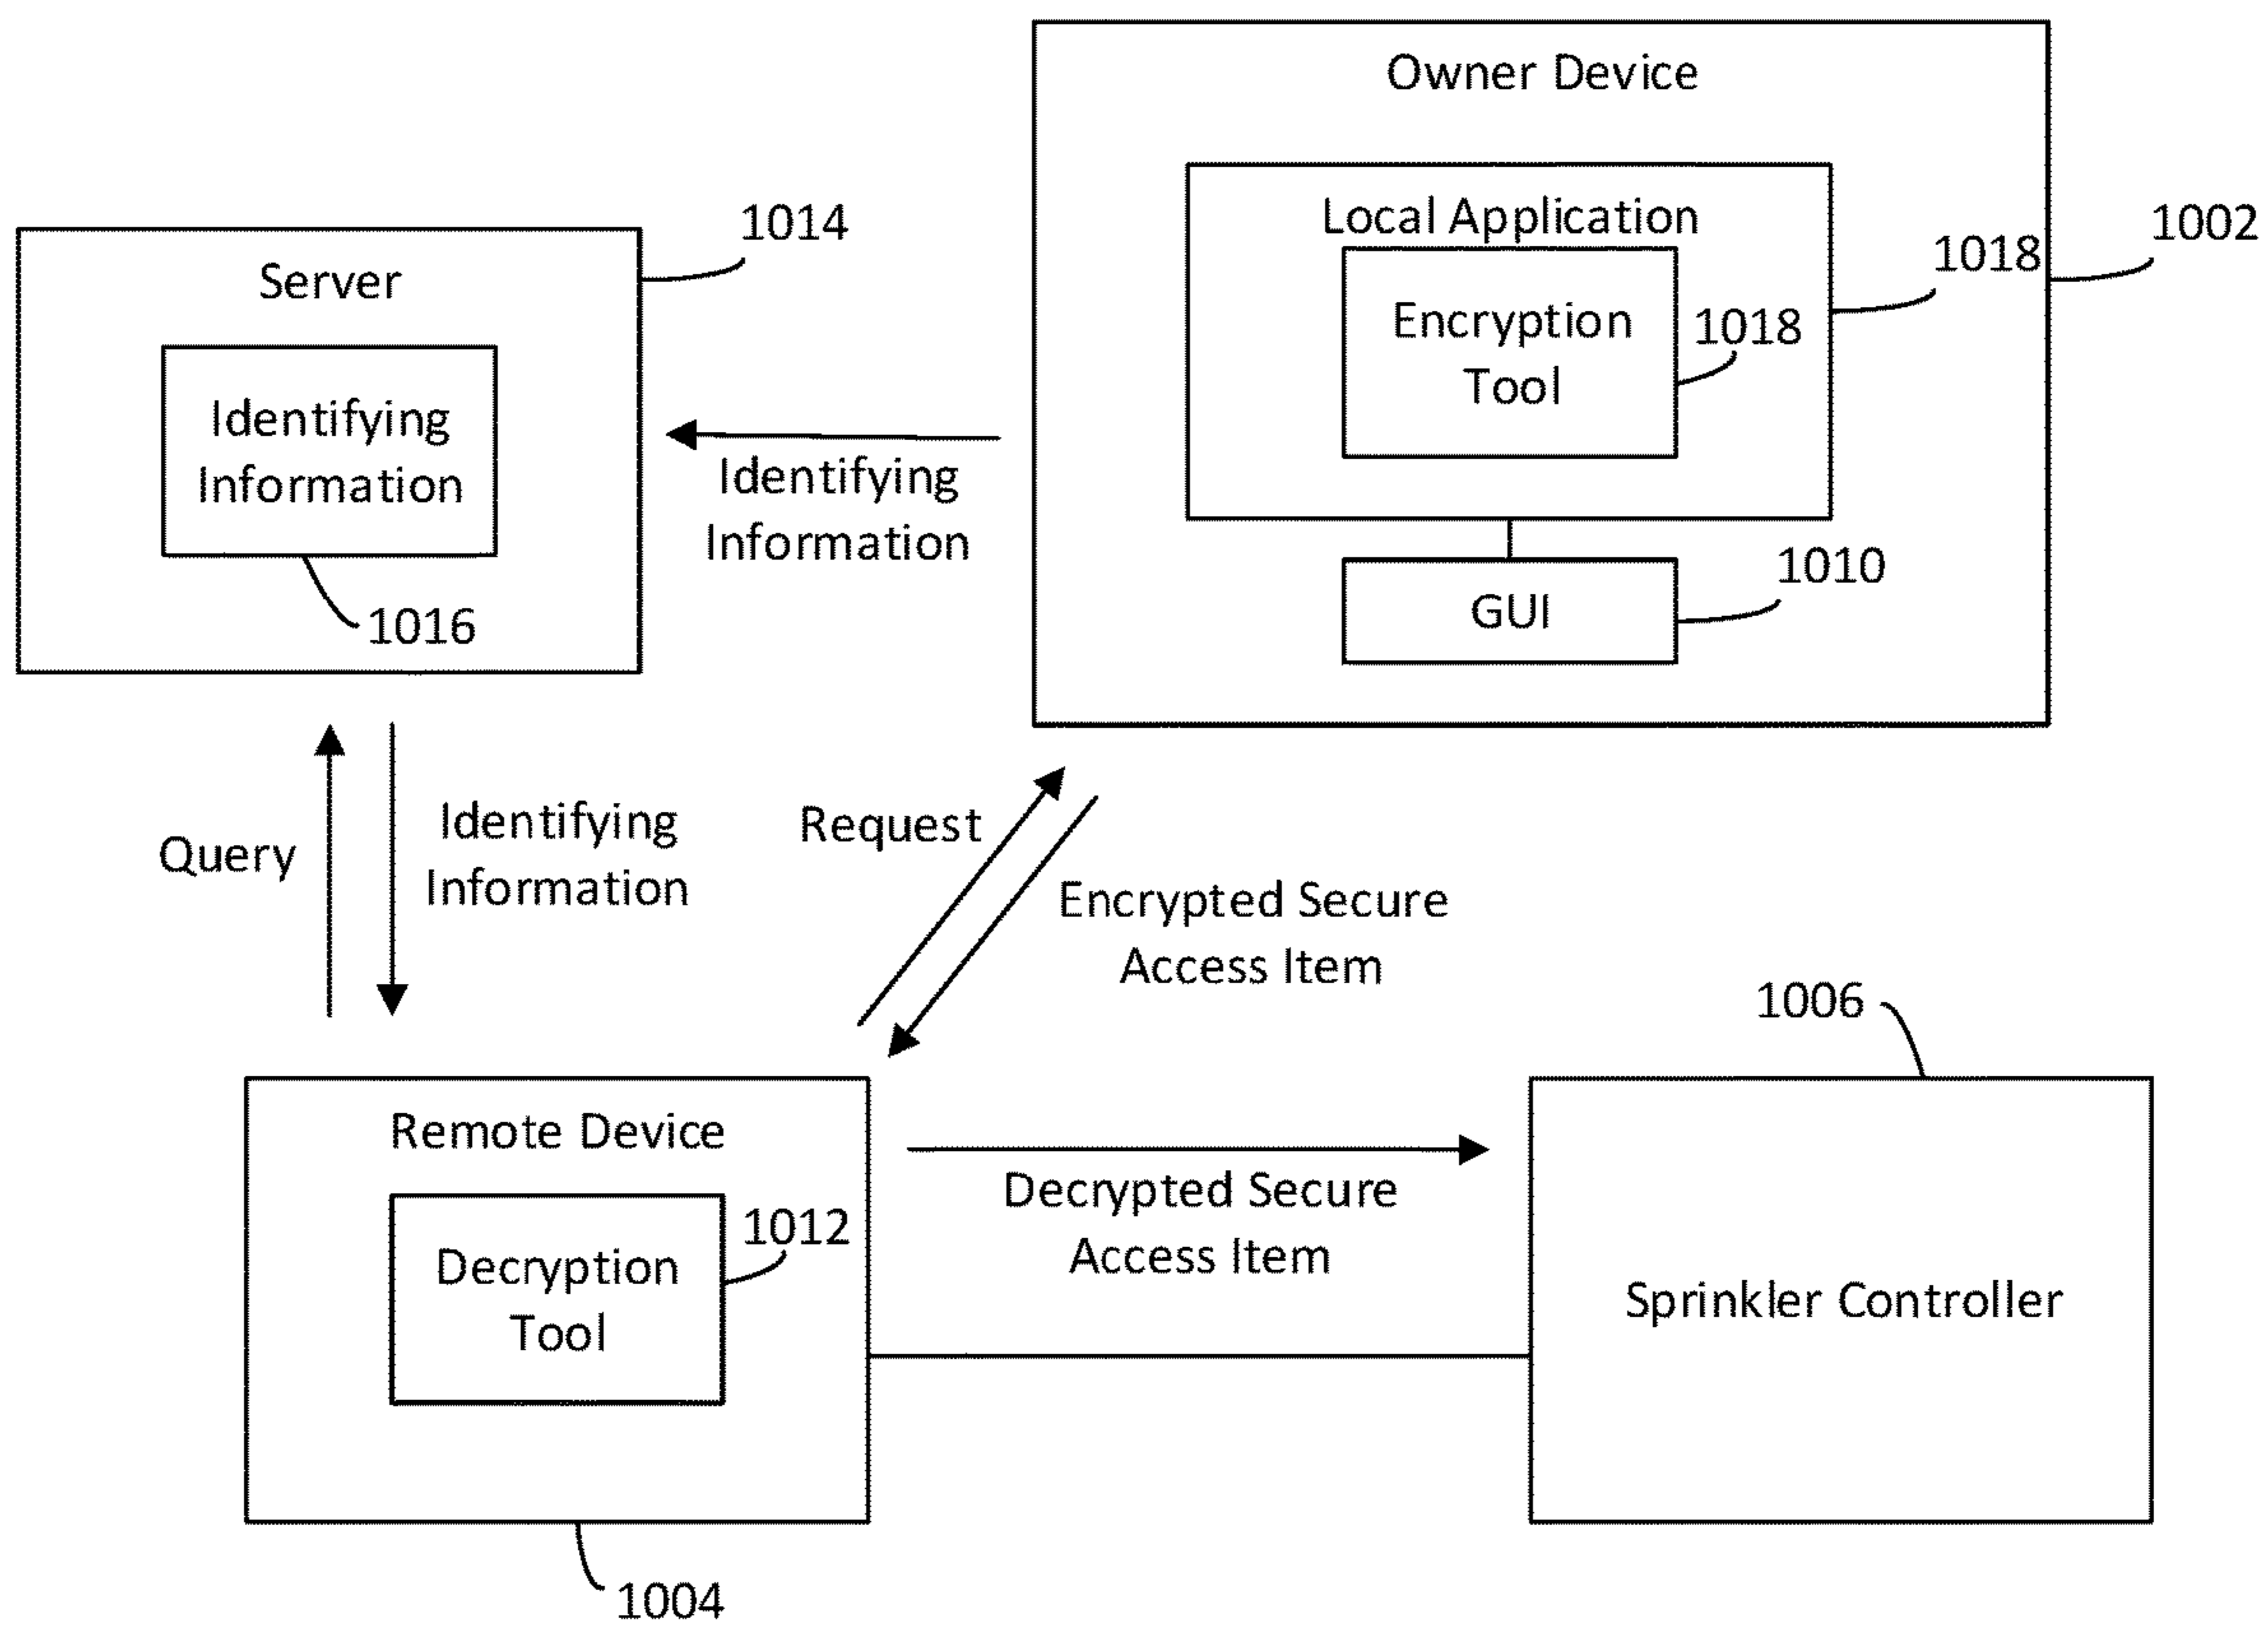 Owner Device
Local Application
Encryption
Tool
1018
1018
1002
GUI
1010
Server
1014
Identifying
Information
1016
Identifying
Information
Query
Identifying
Information
Request
Encrypted Secure
Access Item
Remote Device
Decryption
Tool
1012
1004
Decrypted Secure
Access Item
1006
Sprinkler Controller